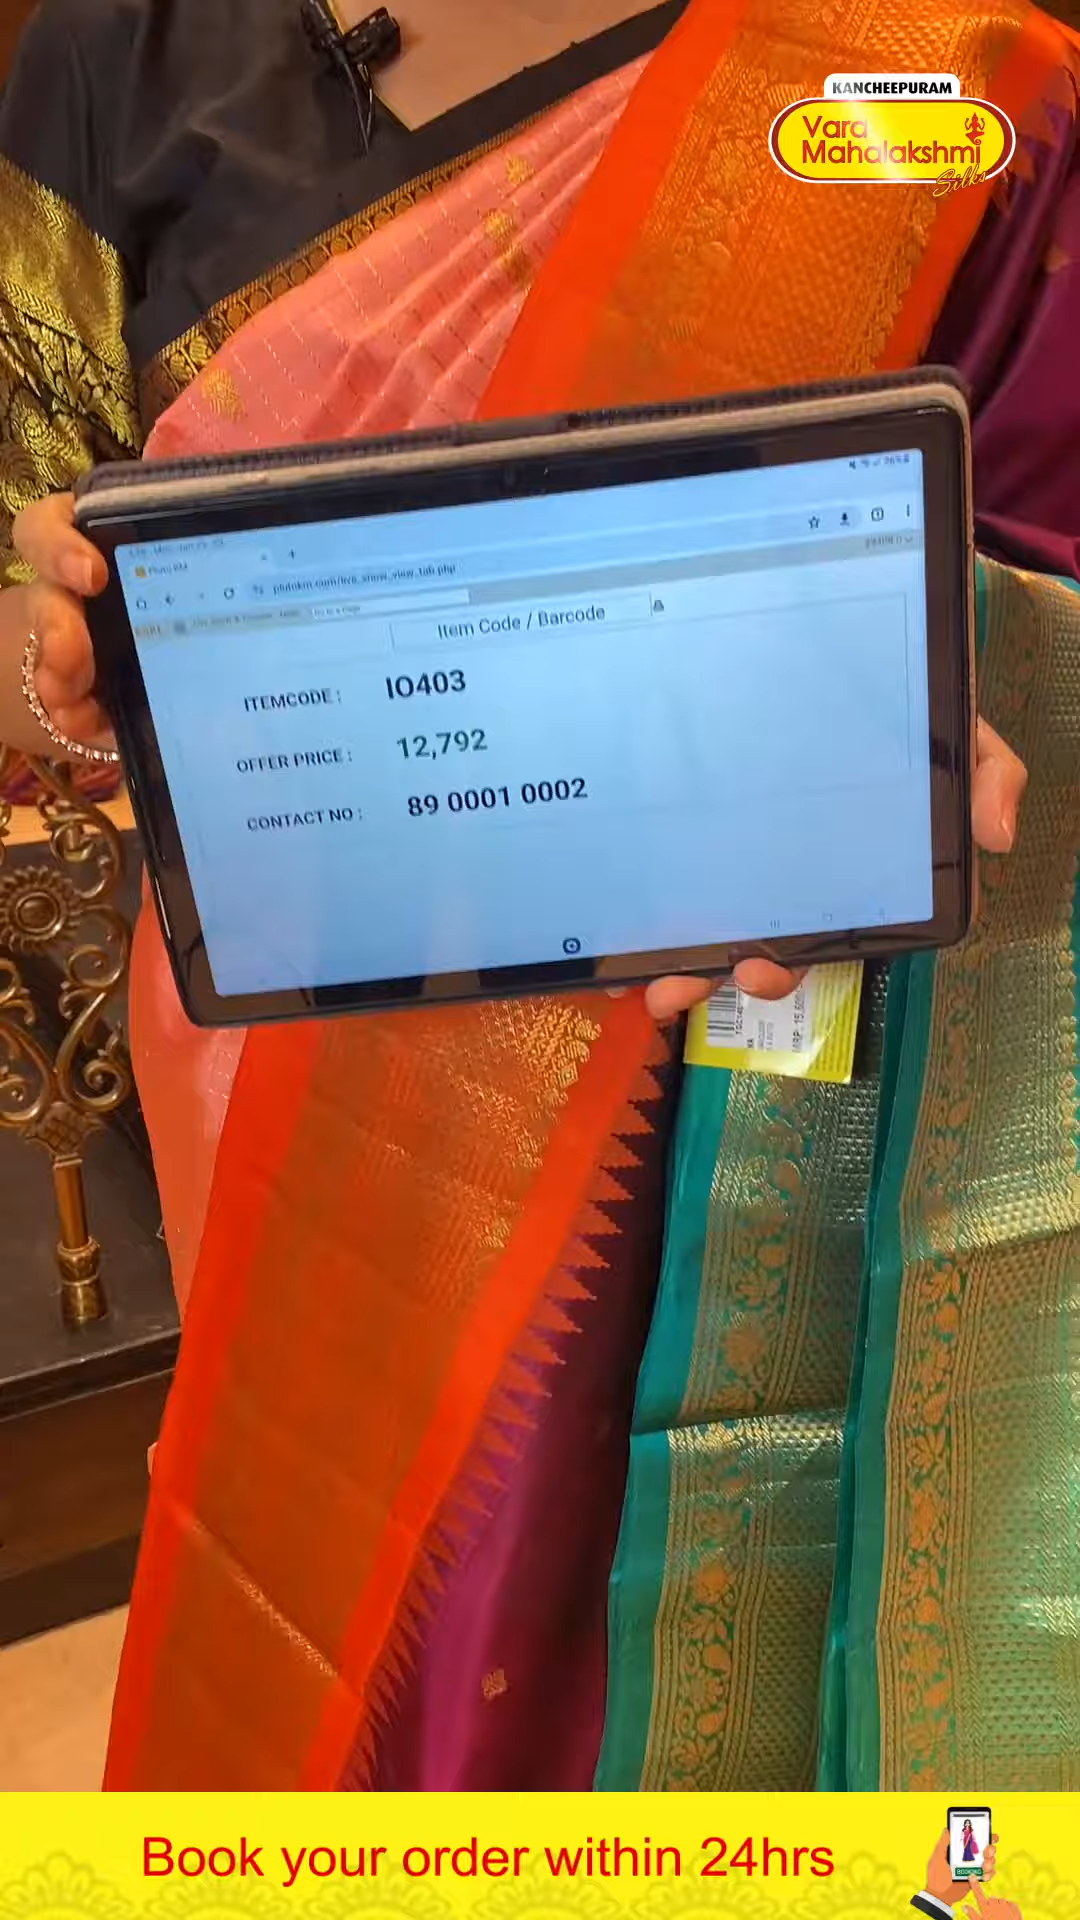 KANCHEEPURAM
Vara
Mahalakshmi
Silks
Item Code / Barcode
ITEMCODE : IO403
OFFER PRICE : 12,792
CONTACT NO : 89 0001 0002
Book your order within 24hrs